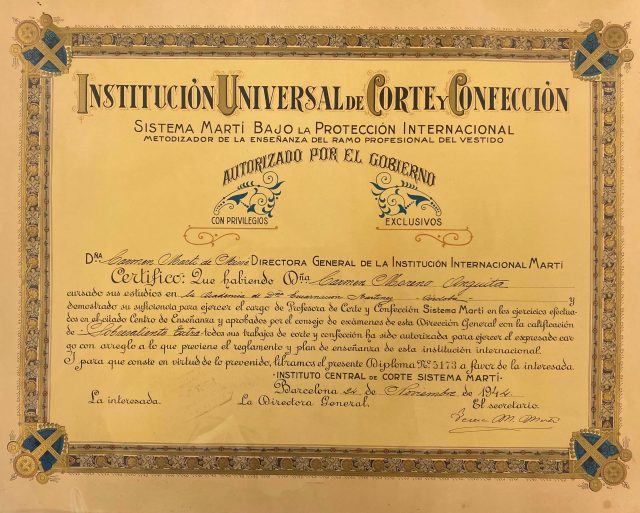 INSTITUCIÓN UNIVERSAL DE CORTE Y CONFECCIÓN
SISTEMA MARTÍ BAJO LA PROTECCIÓN INTERNACIONAL
METODIZADOR DE LA ENSEÑANZA DEL RAMO PROFESIONAL DEL VESTIDO
AUTORIZADO POR EL GOBIERNO
CON PRIVILEGIOS EXCLUSIVOS
DÑA Carmen Martí de Missé DIRECTORA GENERAL DE LA INSTITUCIÓN INTERNACIONAL MARTÍ
Certifico: Que habiendo Dña Carmen Moreno Anguita
cursado sus estudios en la Academia de Dña Encarnación Martínez - Córdoba - y
demostrado su suficiencia para ejercer el cargo de Profesora de Corte y Confección Sistema Martí en los ejercicios efectua-
dos en el citado Centro de Enseñanza y aprobados por el consejo de exámenes de esta Dirección General con la calificación
de - Sobresaliente Extra - todos sus trabajos de corte y confección ha sido autorizada para ejercer el expresado car-
go con arreglo a lo que previene el reglamento y plan de enseñanza de esta institución internacional.
Y para que conste en virtud de lo prevenido, libramos el presente Diploma Nº 5173 a favor de la interesada
·INSTITUTO CENTRAL DE CORTE SISTEMA MARTÍ·
Barcelona 24 de Noviembre de 1944
La interesada. La Directora General. El secretario.